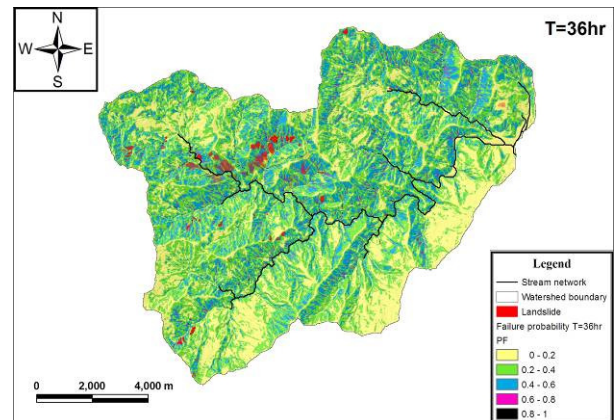 N
W E
S
T=36hr
Legend
Stream network
Watershed boundary
Landslide
Failure probability T=36hr
PF
0 - 0.2
0.2 - 0.4
0.4 - 0.6
0.6 - 0.8
0.8 - 1
0 2,000 4,000 m